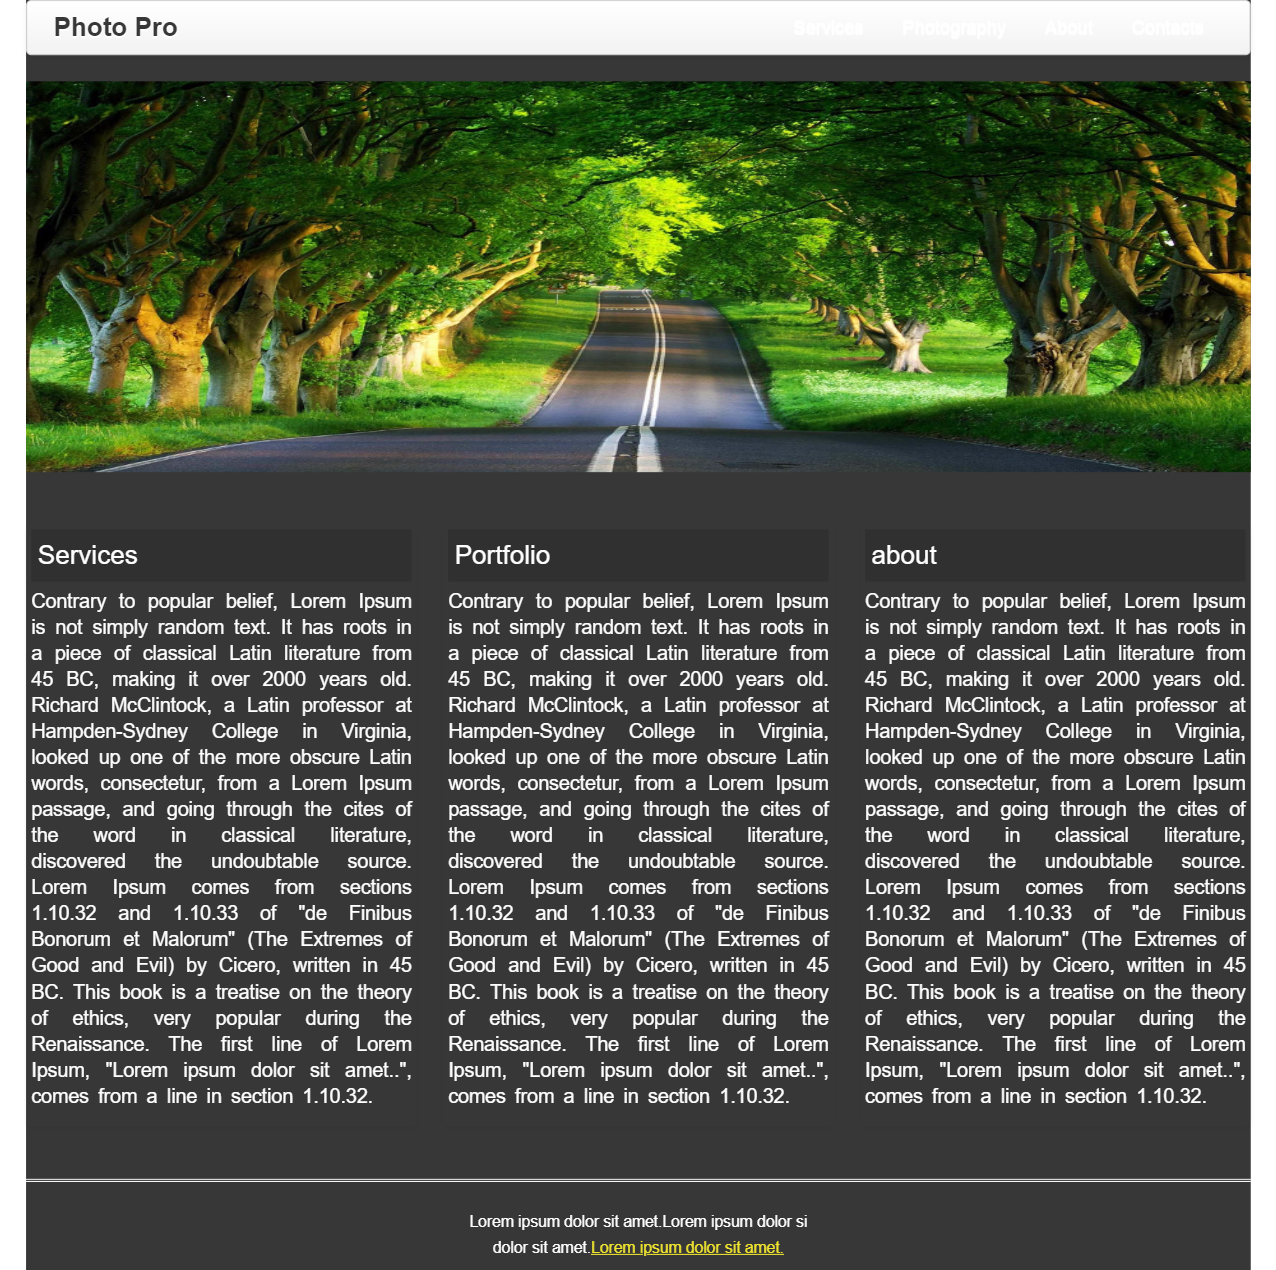 Photo Pro
Services Photography About Contacts
Services
Contrary to popular belief, Lorem Ipsum
is not simply random text. It has roots in
a piece of classical Latin literature from
45 BC, making it over 2000 years old.
Richard McClintock, a Latin professor at
Hampden-Sydney College in Virginia,
looked up one of the more obscure Latin
words, consectetur, from a Lorem Ipsum
passage, and going through the cites of
the word in classical literature,
discovered the undoubtable source.
Lorem Ipsum comes from sections
1.10.32 and 1.10.33 of "de Finibus
Bonorum et Malorum" (The Extremes of
Good and Evil) by Cicero, written in 45
BC. This book is a treatise on the theory
of ethics, very popular during the
Renaissance. The first line of Lorem
Ipsum, "Lorem ipsum dolor sit amet..",
comes from a line in section 1.10.32.
Portfolio
Contrary to popular belief, Lorem Ipsum
is not simply random text. It has roots in
a piece of classical Latin literature from
45 BC, making it over 2000 years old.
Richard McClintock, a Latin professor at
Hampden-Sydney College in Virginia,
looked up one of the more obscure Latin
words, consectetur, from a Lorem Ipsum
passage, and going through the cites of
the word in classical literature,
discovered the undoubtable source.
Lorem Ipsum comes from sections
1.10.32 and 1.10.33 of "de Finibus
Bonorum et Malorum" (The Extremes of
Good and Evil) by Cicero, written in 45
BC. This book is a treatise on the theory
of ethics, very popular during the
Renaissance. The first line of Lorem
Ipsum, "Lorem ipsum dolor sit amet..",
comes from a line in section 1.10.32.
about
Contrary to popular belief, Lorem Ipsum
is not simply random text. It has roots in
a piece of classical Latin literature from
45 BC, making it over 2000 years old.
Richard McClintock, a Latin professor at
Hampden-Sydney College in Virginia,
looked up one of the more obscure Latin
words, consectetur, from a Lorem Ipsum
passage, and going through the cites of
the word in classical literature,
discovered the undoubtable source.
Lorem Ipsum comes from sections
1.10.32 and 1.10.33 of "de Finibus
Bonorum et Malorum" (The Extremes of
Good and Evil) by Cicero, written in 45
BC. This book is a treatise on the theory
of ethics, very popular during the
Renaissance. The first line of Lorem
Ipsum, "Lorem ipsum dolor sit amet..",
comes from a line in section 1.10.32.
Lorem ipsum dolor sit amet.Lorem ipsum dolor si
dolor sit amet.Lorem ipsum dolor sit amet.